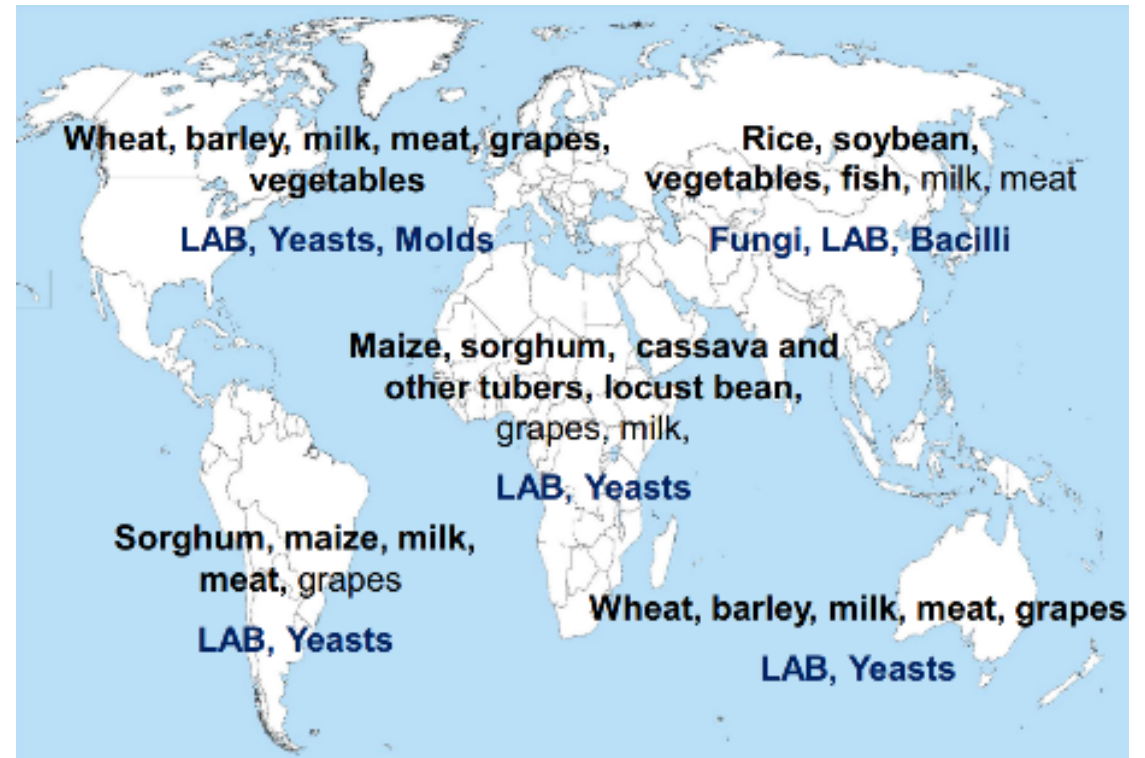 Wheat, barley, milk, meat, grapes,
vegetables
LAB, Yeasts, Molds
Rice, soybean,
vegetables, fish, milk, meat
Fungi, LAB, Bacilli
Maize, sorghum, cassava and
other tubers, locust bean,
grapes, milk,
LAB, Yeasts
Sorghum, maize, milk,
meat, grapes
LAB, Yeasts
Wheat, barley, milk, meat, grapes
LAB, Yeasts